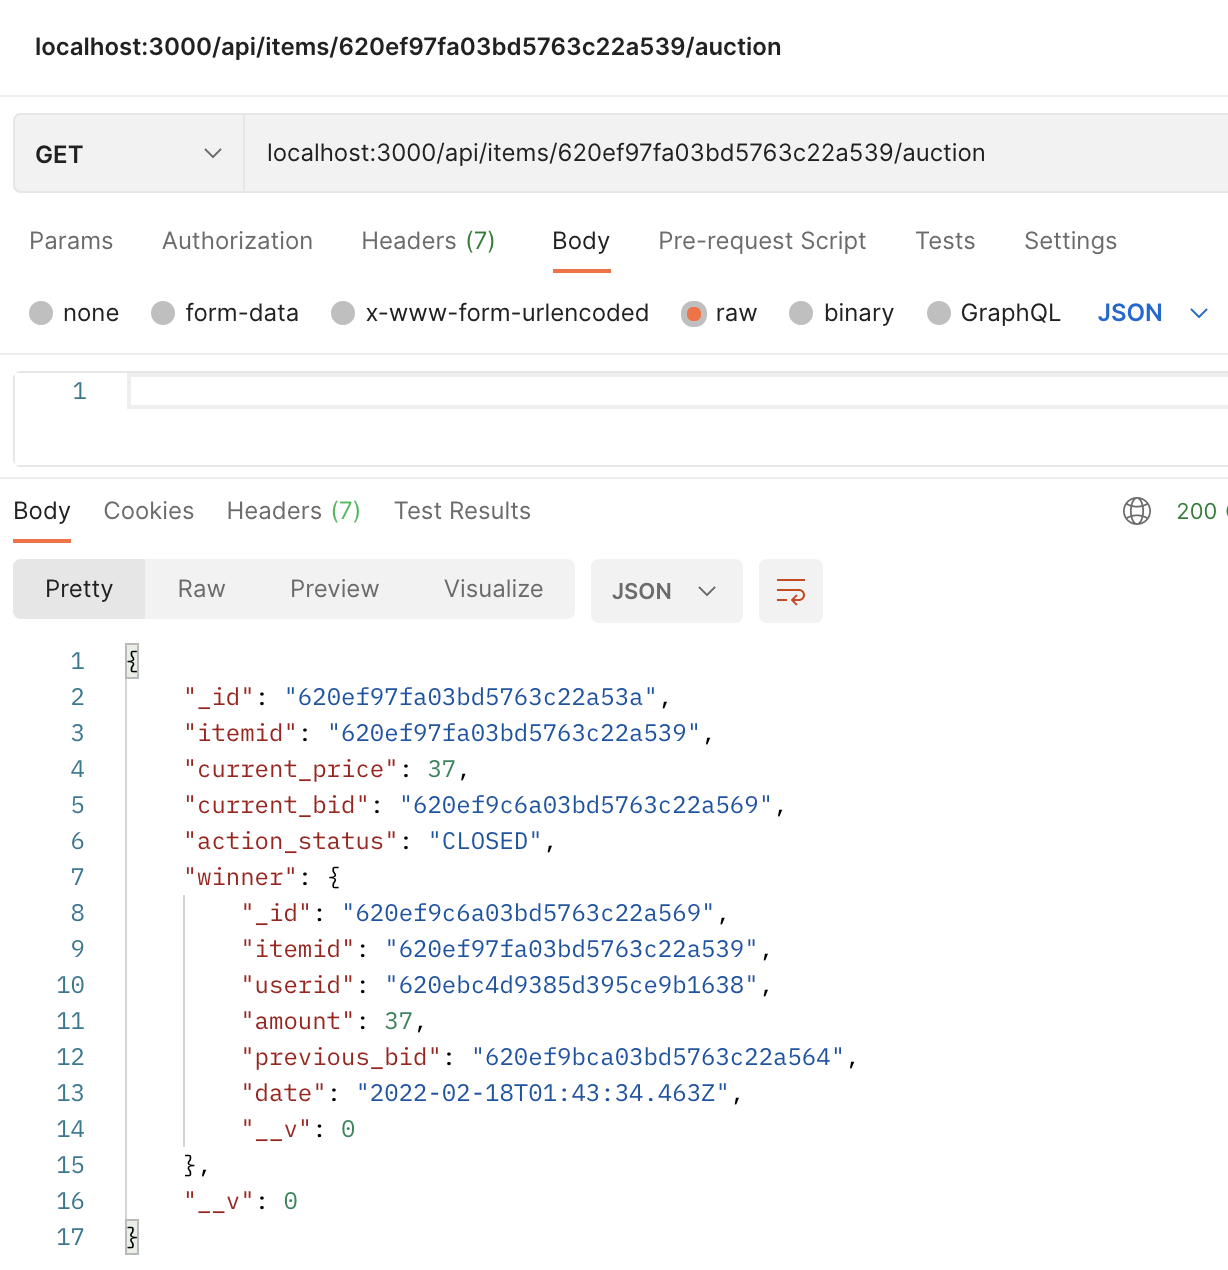 localhost:3000/api/items/620ef97fa03bd5763c22a539/auction
GET localhost:3000/api/items/620ef97fa03bd5763c22a539/auction
Params Authorization Headers (7) Body Pre-request Script Tests Settings
none form-data x-www-form-urlencoded raw binary GraphQL JSON
1
Body Cookies Headers (7) Test Results 200
Pretty Raw Preview Visualize JSON
1 {
2 "_id": "620ef97fa03bd5763c22a53a",
3 "itemid": "620ef97fa03bd5763c22a539",
4 "current_price": 37,
5 "current_bid": "620ef9c6a03bd5763c22a569",
6 "action_status": "CLOSED",
7 "winner": {
8 "_id": "620ef9c6a03bd5763c22a569",
9 "itemid": "620ef97fa03bd5763c22a539",
10 "userid": "620ebc4d9385d395ce9b1638",
11 "amount": 37,
12 "previous_bid": "620ef9bca03bd5763c22a564",
13 "date": "2022-02-18T01:43:34.463Z",
14 "__v": 0
15 },
16 "__v": 0
17 }